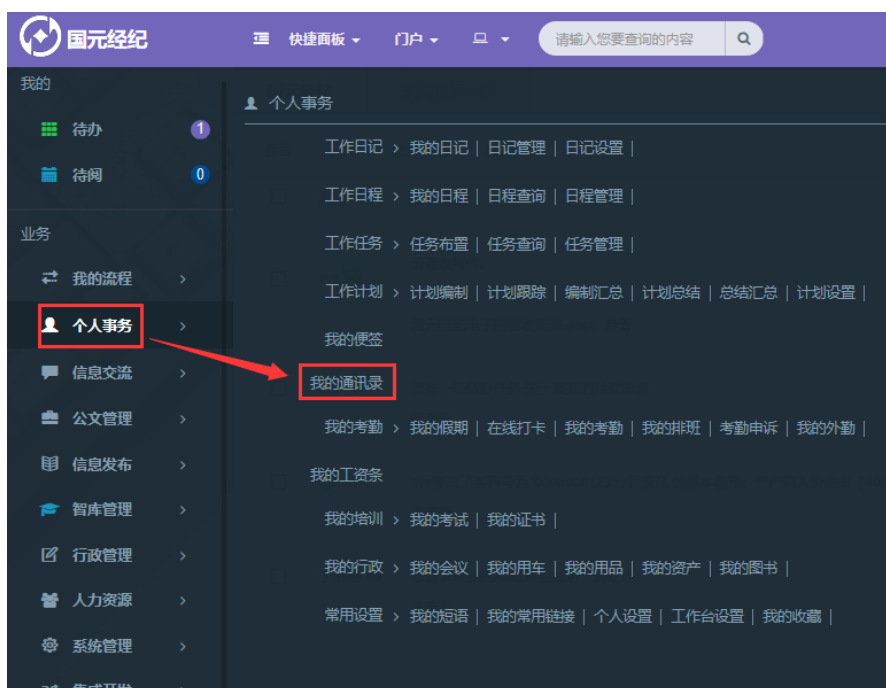 国元经纪
快捷面板
门户
请输入您要查询的内容
我的
待办 1
待阅 0
业务
我的流程 >
个人事务 >
信息交流 >
公文管理 >
信息发布 >
智库管理 >
行政管理 >
人力资源 >
系统管理 >
集成开发
个人事务
工作日记 > 我的日记 | 日记管理 | 日记设置 |
工作日程 > 我的日程 | 日程查询 | 日程管理 |
工作任务 > 任务布置 | 任务查询 | 任务管理 |
工作计划 > 计划编制 | 计划跟踪 | 编制汇总 | 计划总结 | 总结汇总 | 计划设置 |
我的便签
我的通讯录
我的考勤 > 我的假期 | 在线打卡 | 我的考勤 | 我的排班 | 考勤申诉 | 我的外勤 |
我的工资条
我的培训 > 我的考试 | 我的证书 |
我的行政 > 我的会议 | 我的用车 | 我的用品 | 我的资产 | 我的图书 |
常用设置 > 我的短语 | 我的常用链接 | 个人设置 | 工作台设置 | 我的收藏 |